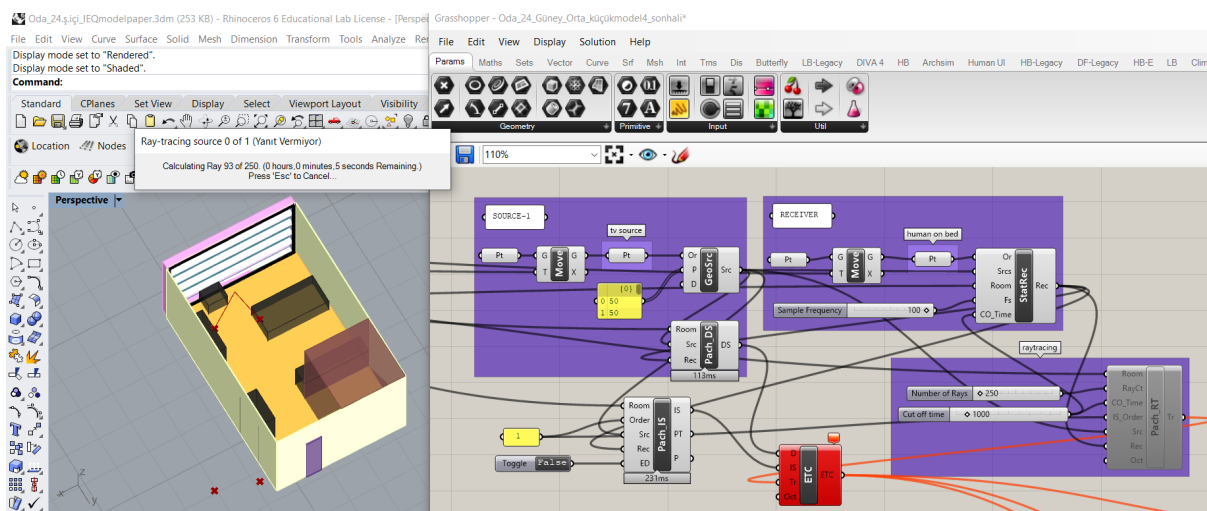 Oda_24.ş.içi_IEQmodelpaper.3dm (253 KB) - Rhinoceros 6 Educational Lab License - [Perspe
File Edit View Curve Surface Solid Mesh Dimension Transform Tools Analyze Re
Display mode set to "Rendered".
Display mode set to "Shaded".
Command:
Standard CPlanes Set View Display Select Viewport Layout Visibility
Location Nodes
Ray-tracing source 0 of 1 (Yanıt Vermiyor)
Calculating Ray 93 of 250. (0 hours,0 minutes,5 seconds Remaining.)
Press 'Esc' to Cancel...
Perspective
z
x
y
Grasshopper - Oda_24_Güney_Orta_küçükmodel4_sonhali*
File Edit View Display Solution Help
Params Maths Sets Vector Curve Srf Msh Int Trns Dis Butterfly LB-Legacy DIVA 4 HB Archsim Human UI HB-Legacy DF-Legacy HB-E LB Clim
Geometry Primitive Input Util
110%
SOURCE-1
tv source
Pt
G
T
Move
G
X
Pt
Or
P
D
GeoSrc
Src
{0}
0 50
1 50
Room
Src
Rec
Pach_DS
DS
113ms
RECEIVER
human on bed
Pt
G
T
Move
G
X
Pt
Or
Srcs
Room
Fs
CO_Time
StatRec
Rec
Sample Frequency 100
raytracing
Number of Rays 250
Cut off time 1000
Room
RayCt
CO_Time
IS_Order
Src
Rec
Oct
Pach_RT
Tr
1
Toggle False
Room
Order
Src
Rec
ED
Pach_IS
IS
PT
P
231ms
D
IS
Tr
Oct
ETC
ETC